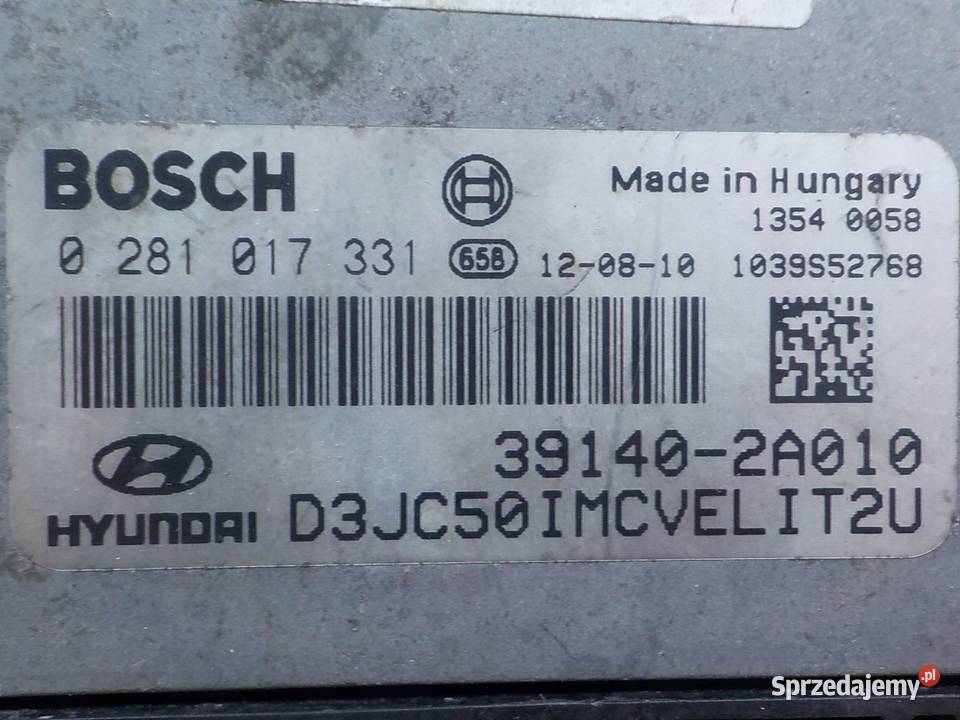 BOSCH
Made in Hungary
1354 0058
0 281 017 331 658 12-08-10 1039S52768
39140-2A010
HYUNDAI D3JC50IMCVELIT2U
Sprzedajemy.pl